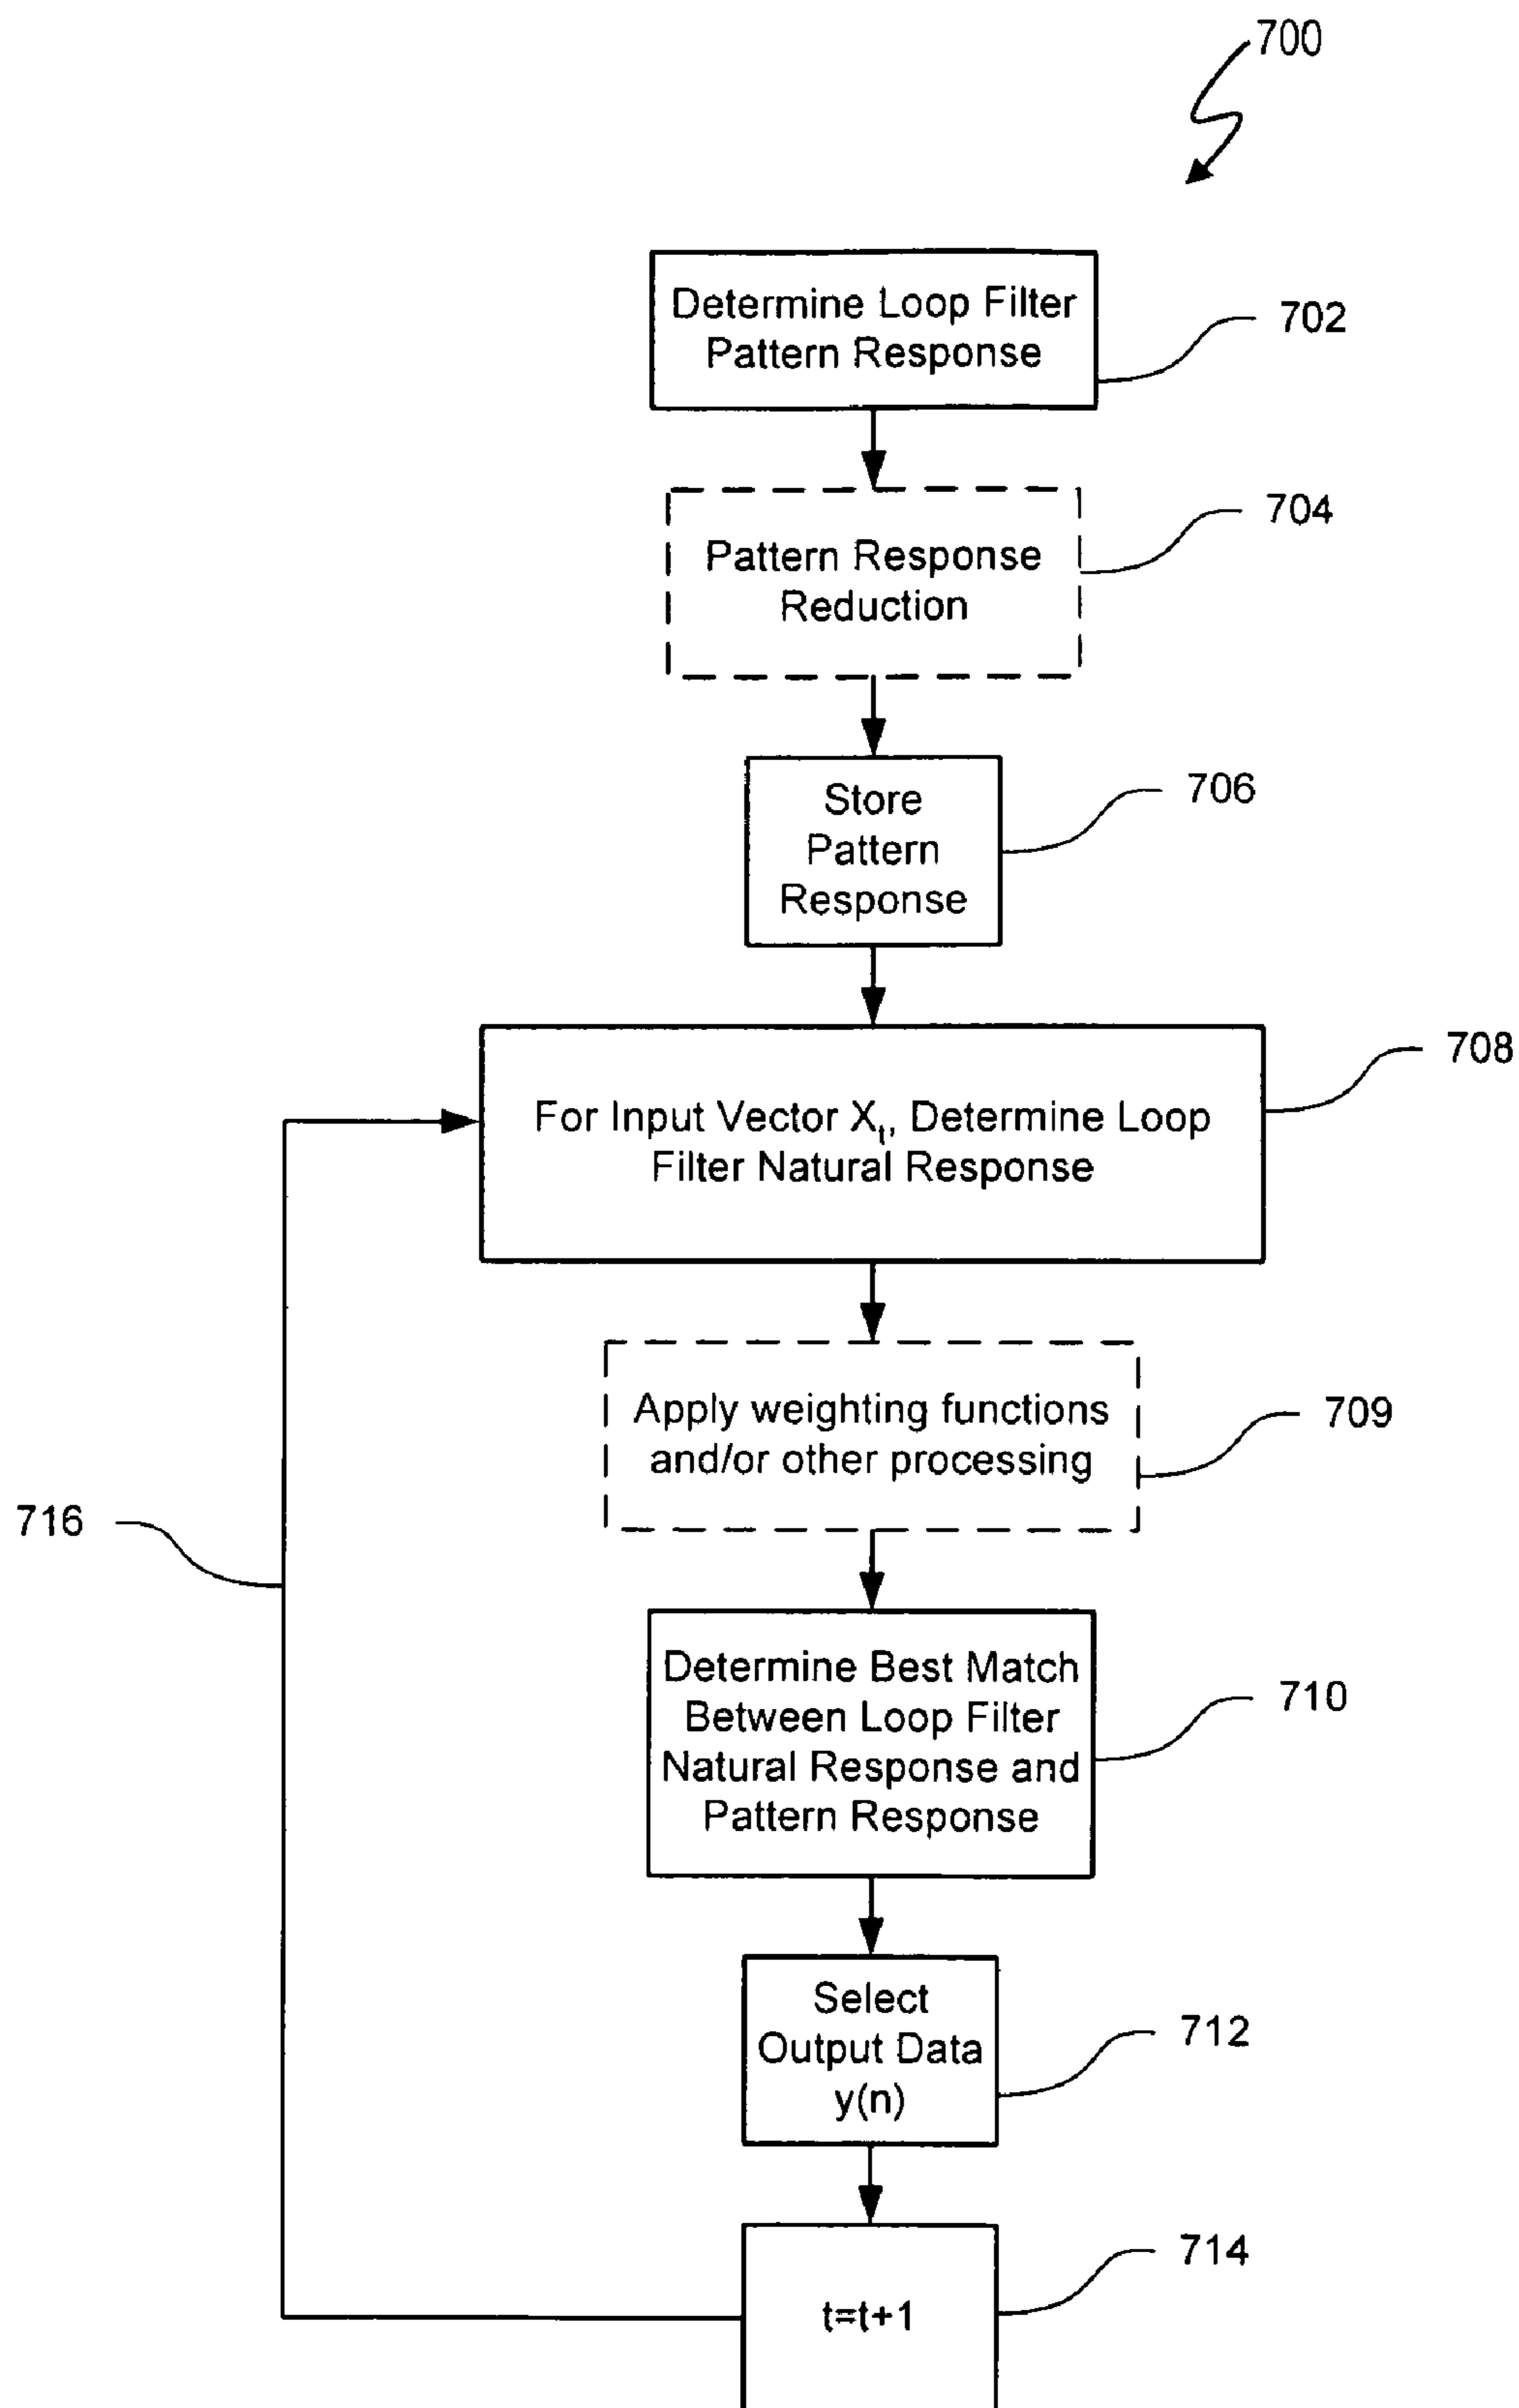 700
Determine Loop Filter
Pattern Response
702
Pattern Response
Reduction
704
Store
Pattern
Response
706
For Input Vector Xt, Determine Loop
Filter Natural Response
708
Apply weighting functions
and/or other processing
709
716
Determine Best Match
Between Loop Filter
Natural Response and
Pattern Response
710
Select
Output Data
y(n)
712
t=t+1
714